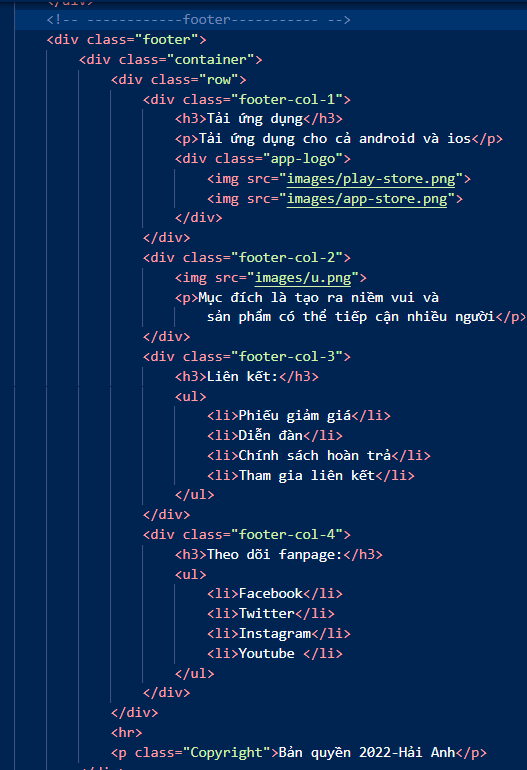 </div>
<!-- ------------footer----------- -->
<div class="footer">
<div class="container">
<div class="row">
<div class="footer-col-1">
<h3>Tải ứng dụng</h3>
<p>Tải ứng dụng cho cả android và ios</p>
<div class="app-logo">
<img src="images/play-store.png">
<img src="images/app-store.png">
</div>
</div>
<div class="footer-col-2">
<img src="images/u.png">
<p>Mục đích là tạo ra niềm vui và
sản phẩm có thể tiếp cận nhiều người</p>
</div>
<div class="footer-col-3">
<h3>Liên kết:</h3>
<ul>
<li>Phiếu giảm giá</li>
<li>Diễn đàn</li>
<li>Chính sách hoàn trả</li>
<li>Tham gia liên kết</li>
</ul>
</div>
<div class="footer-col-4">
<h3>Theo dõi fanpage:</h3>
<ul>
<li>Facebook</li>
<li>Twitter</li>
<li>Instagram</li>
<li>Youtube </li>
</ul>
</div>
</div>
<hr>
<p class="Copyright">Bản quyền 2022-Hải Anh</p>
</div>